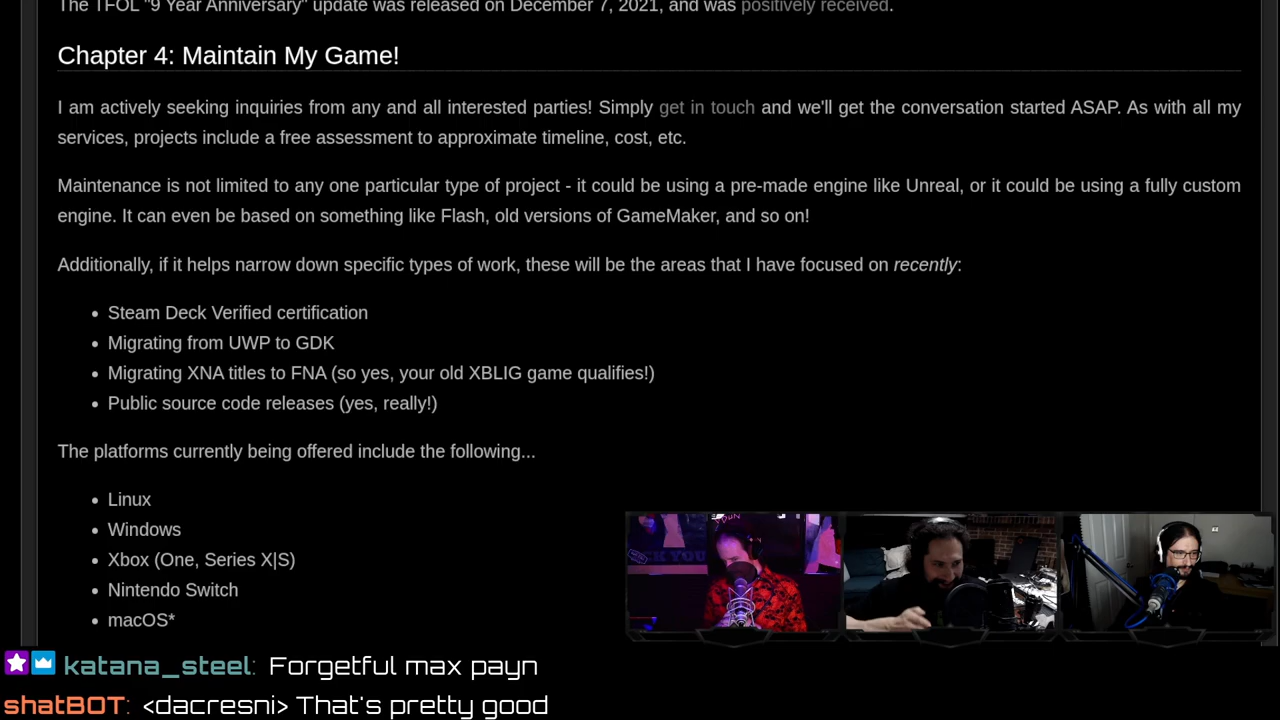 The TFOL "9 Year Anniversary" update was released on December 7, 2021, and was positively received.
Chapter 4: Maintain My Game!
I am actively seeking inquiries from any and all interested parties! Simply get in touch and we'll get the conversation started ASAP. As with all my
services, projects include a free assessment to approximate timeline, cost, etc.
Maintenance is not limited to any one particular type of project - it could be using a pre-made engine like Unreal, or it could be using a fully custom
engine. It can even be based on something like Flash, old versions of GameMaker, and so on!
Additionally, if it helps narrow down specific types of work, these will be the areas that I have focused on recently:
• Steam Deck Verified certification
• Migrating from UWP to GDK
• Migrating XNA titles to FNA (so yes, your old XBLIG game qualifies!)
• Public source code releases (yes, really!)
The platforms currently being offered include the following...
• Linux
• Windows
• Xbox (One, Series X|S)
• Nintendo Switch
• macOS*
katana_steel: Forgetful max payn
shatBOT: <dacresni> That's pretty good